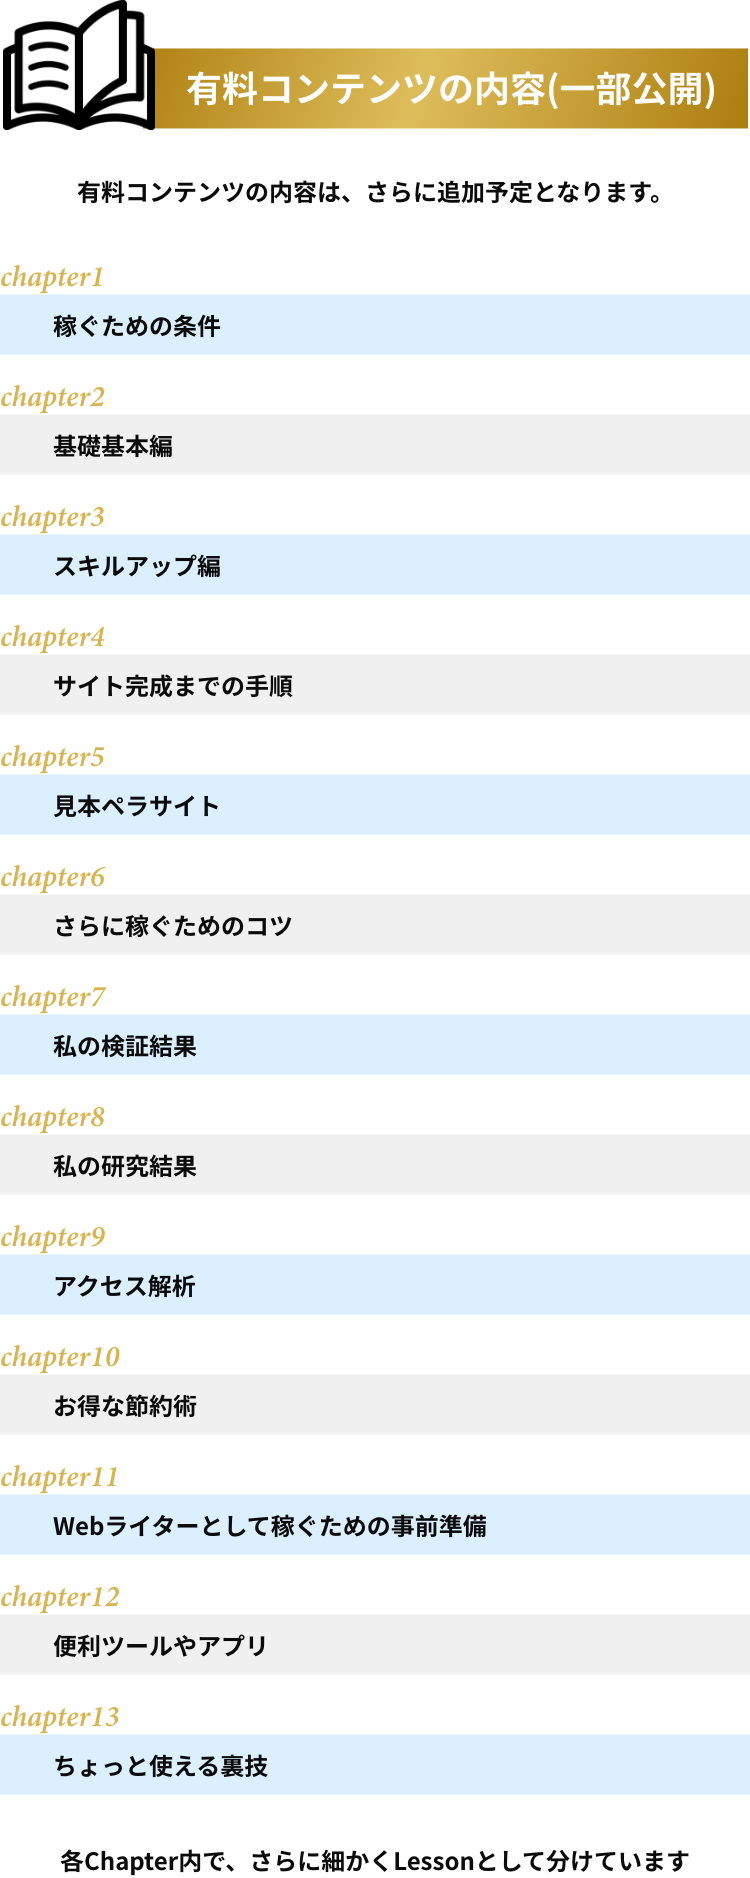 有料コンテンツの内容(一部公開)
有料コンテンツの内容は、さらに追加予定となります。
chapter1
稼ぐための条件
chapter2
基礎基本編
chapter3
スキルアップ編
chapter4
サイト完成までの手順
chapter5
見本ペラサイト
chapter6
さらに稼ぐためのコツ
chapter7
私の検証結果
chapter8
私の研究結果
chapter9
アクセス解析
chapter10
お得な節約術
chapter11
Webライターとして稼ぐための事前準備
chapter12
便利ツールやアプリ
chapter13
ちょっと使える裏技
各Chapter内で、さらに細かくLessonとして分けています